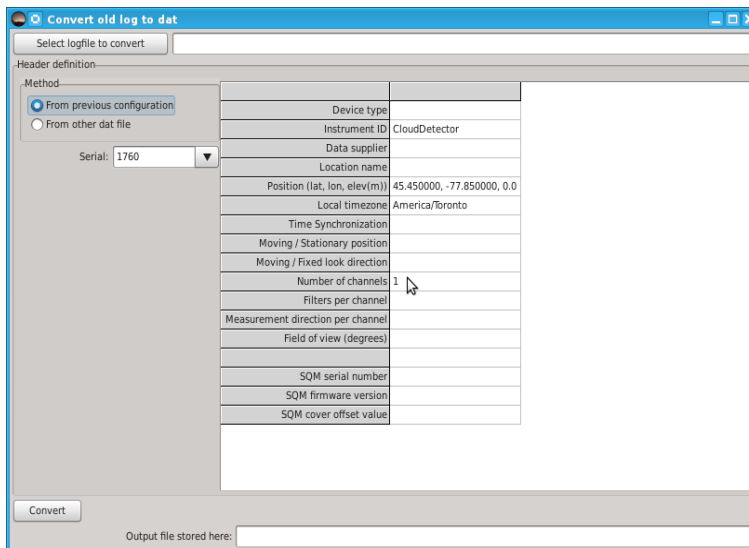 Convert old log to dat
Select logfile to convert
Header definition
Method
From previous configuration
From other dat file
Serial: 1760
Device type
Instrument ID CloudDetector
Data supplier
Location name
Position (lat, lon, elev(m)) 45.450000, -77.850000, 0.0
Local timezone America/Toronto
Time Synchronization
Moving / Stationary position
Moving / Fixed look direction
Number of channels 1
Filters per channel
Measurement direction per channel
Field of view (degrees)
SQM serial number
SQM firmware version
SQM cover offset value
Convert
Output file stored here: